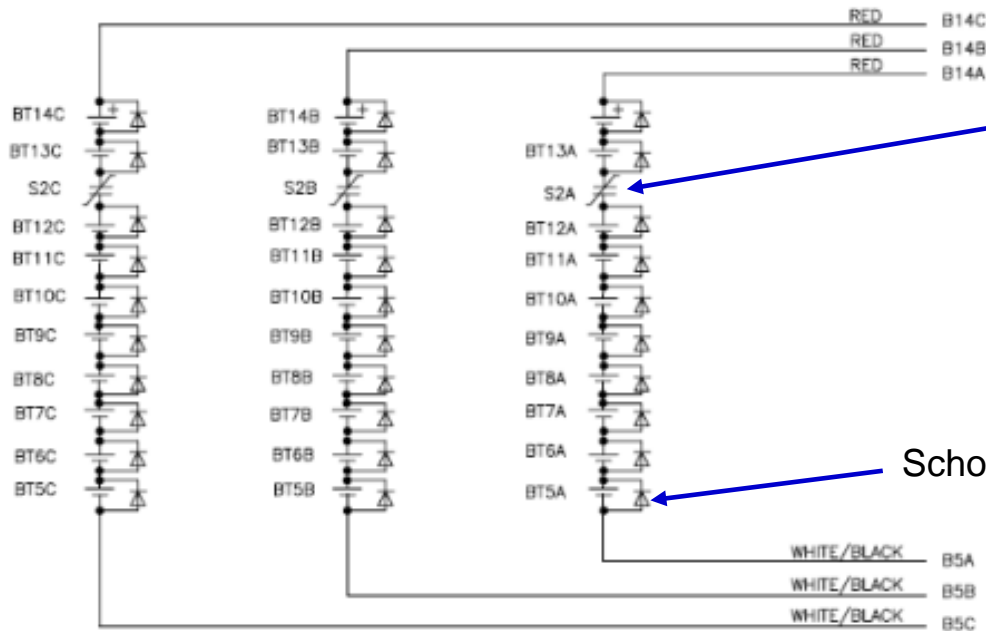 RED B14C
RED B14B
RED B14A
BT14C + BT14B + +
BT13C BT13B BT13A
S2C S2B S2A
BT12C BT12B BT12A
BT11C BT11B BT11A
BT10C BT10B BT10A
BT9C BT9B BT9A
BT8C BT8B BT8A
BT7C BT7B BT7A
BT6C BT6B BT6A
BT5C BT5B BT5A
Scho
WHITE/BLACK B5A
WHITE/BLACK B5B
WHITE/BLACK B5C